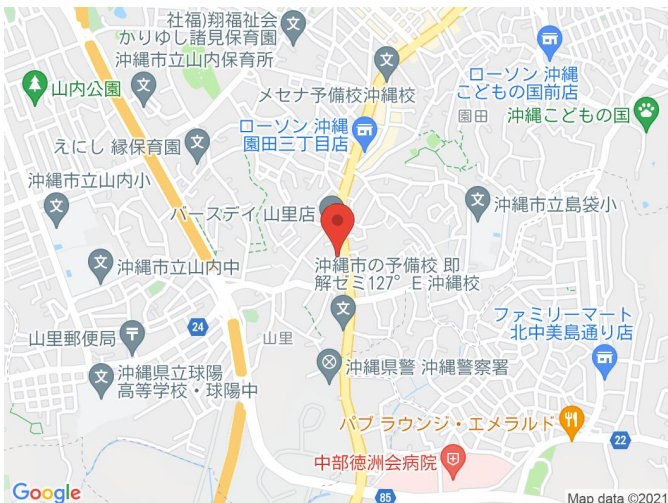 社福)翔福祉会
かりゆし諸見保育園
沖縄市立山内保育所
山内公園
メセナ予備校沖縄校
ローソン 沖縄
こどもの国前店
園田
沖縄こどもの国
ローソン 沖縄
園田三丁目店
えにし 縁保育園
沖縄市立山内小
バースデイ 山里店
沖縄市立島袋小
沖縄市立山内中
沖縄市の予備校 即
解ゼミ127°E 沖縄校
ファミリーマート
北中美島通り店
24
山里郵便局
山里
沖縄県警 沖縄警察署
沖縄県立球陽
高等学校・球陽中
パブ ラウンジ・エメラルド
22
中部徳洲会病院
85
Google
Map data ©2021